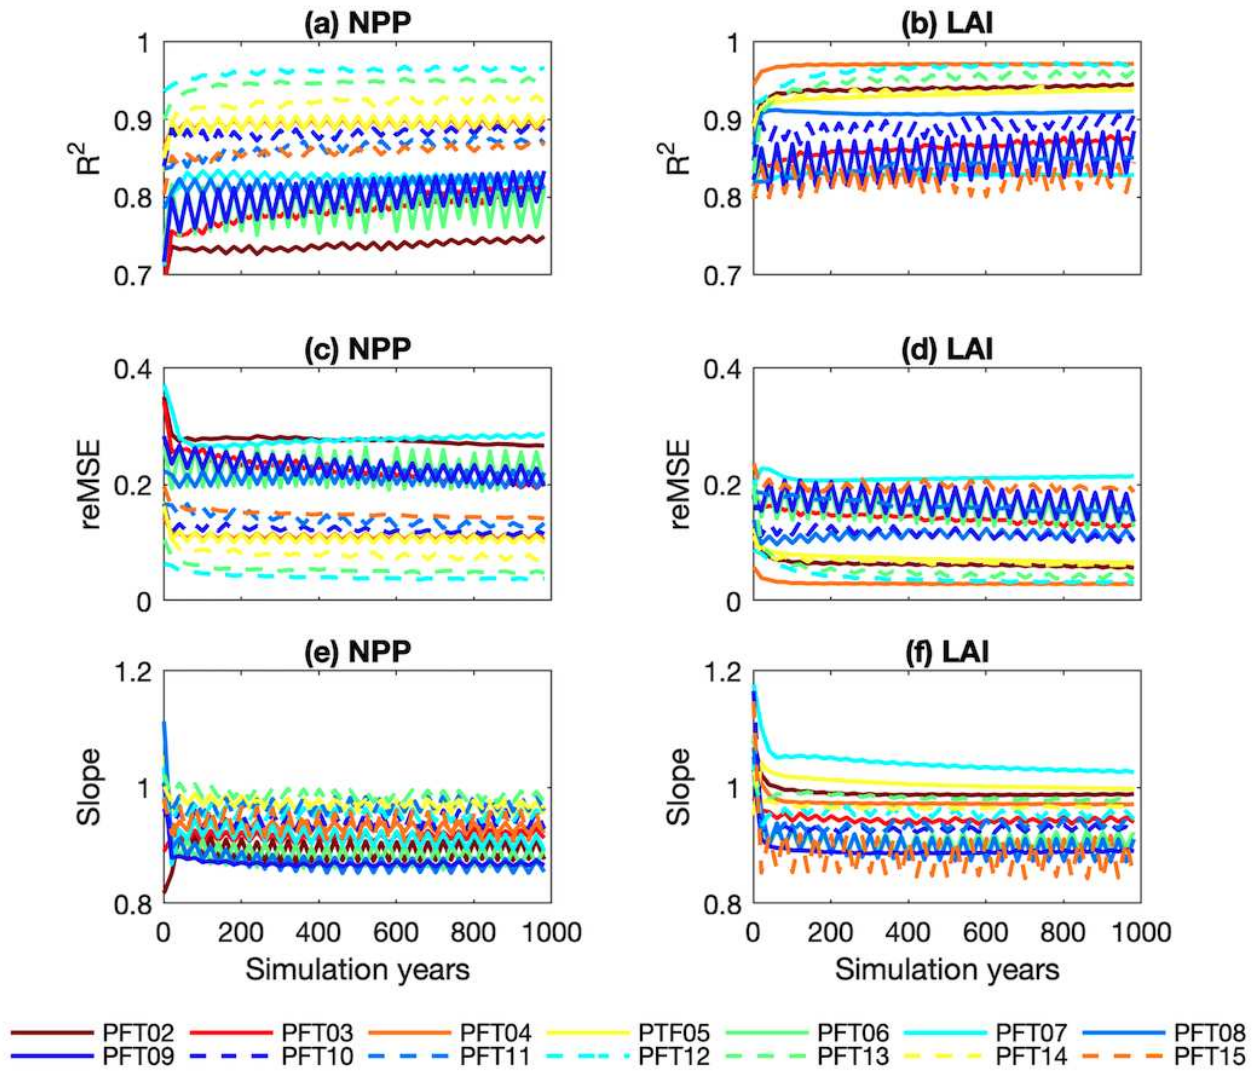 (a) NPP
(b) LAI
1
0.9
0.8
0.7
R²
1
0.9
0.8
0.7
R²
(c) NPP
(d) LAI
0.4
0.2
0
reMSE
0.4
0.2
0
reMSE
(e) NPP
(f) LAI
1.2
1
0.8
Slope
0 200 400 600 800 1000
Simulation years
1.2
1
0.8
Slope
0 200 400 600 800 1000
Simulation years
PFT02 PFT03 PFT04 PTF05 PFT06 PFT07 PFT08
PFT09 PFT10 PFT11 PFT12 PFT13 PFT14 PFT15